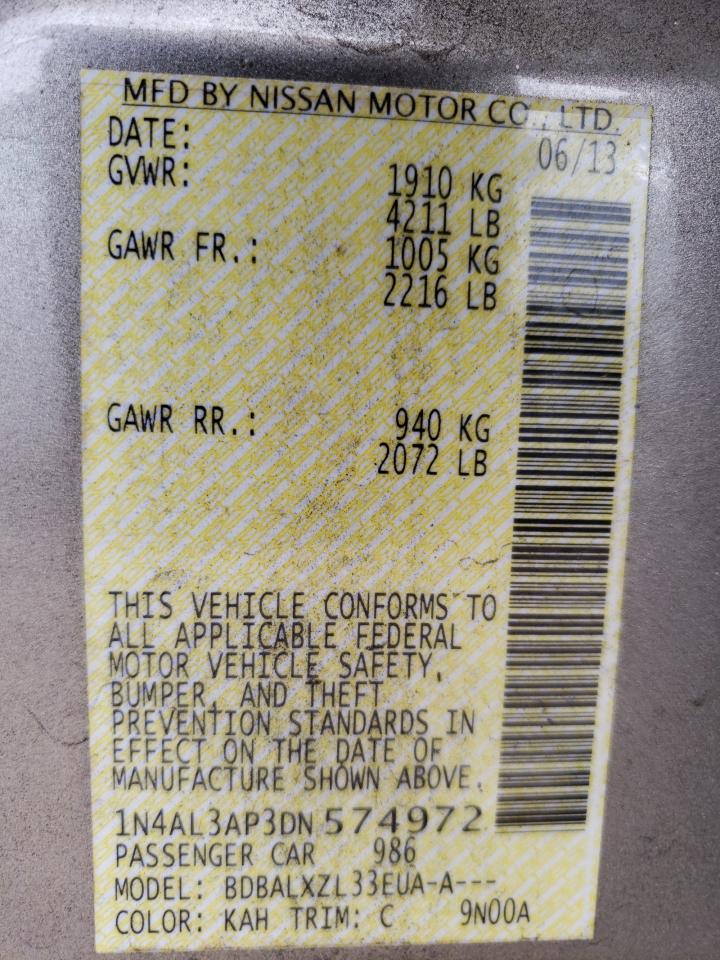 MFD BY NISSAN MOTOR CO., LTD.
DATE: 06/13
GVWR: 1910 KG
4211 LB
GAWR FR.: 1005 KG
2216 LB
GAWR RR.: 940 KG
2072 LB
THIS VEHICLE CONFORMS TO
ALL APPLICABLE FEDERAL
MOTOR VEHICLE SAFETY,
BUMPER, AND THEFT
PREVENTION STANDARDS IN
EFFECT ON THE DATE OF
MANUFACTURE SHOWN ABOVE.
1N4AL3AP3DN574972
PASSENGER CAR 986
MODEL: BDBALXZL33EUA-A---
COLOR: KAH TRIM: C 9N00A